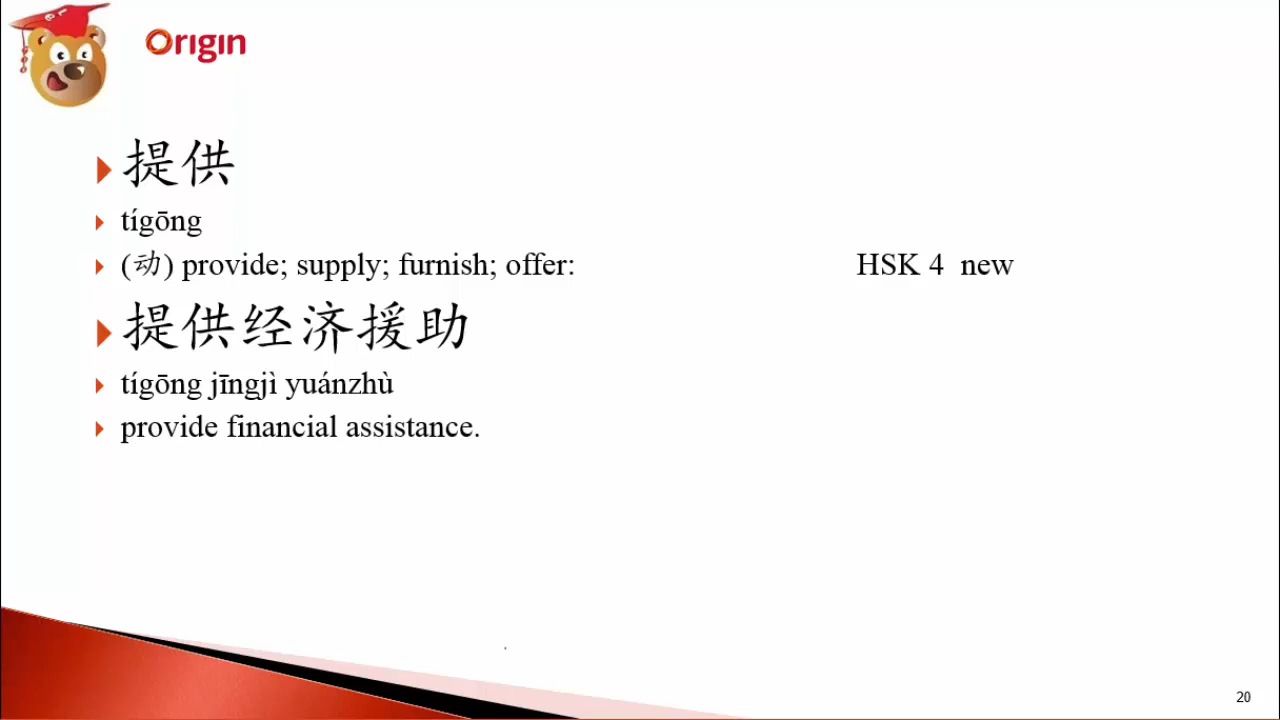 Origin
提供
tígōng
(动) provide; supply; furnish; offer: HSK 4 new
提供经济援助
tígōng jīngjì yuánzhù
provide financial assistance.
20